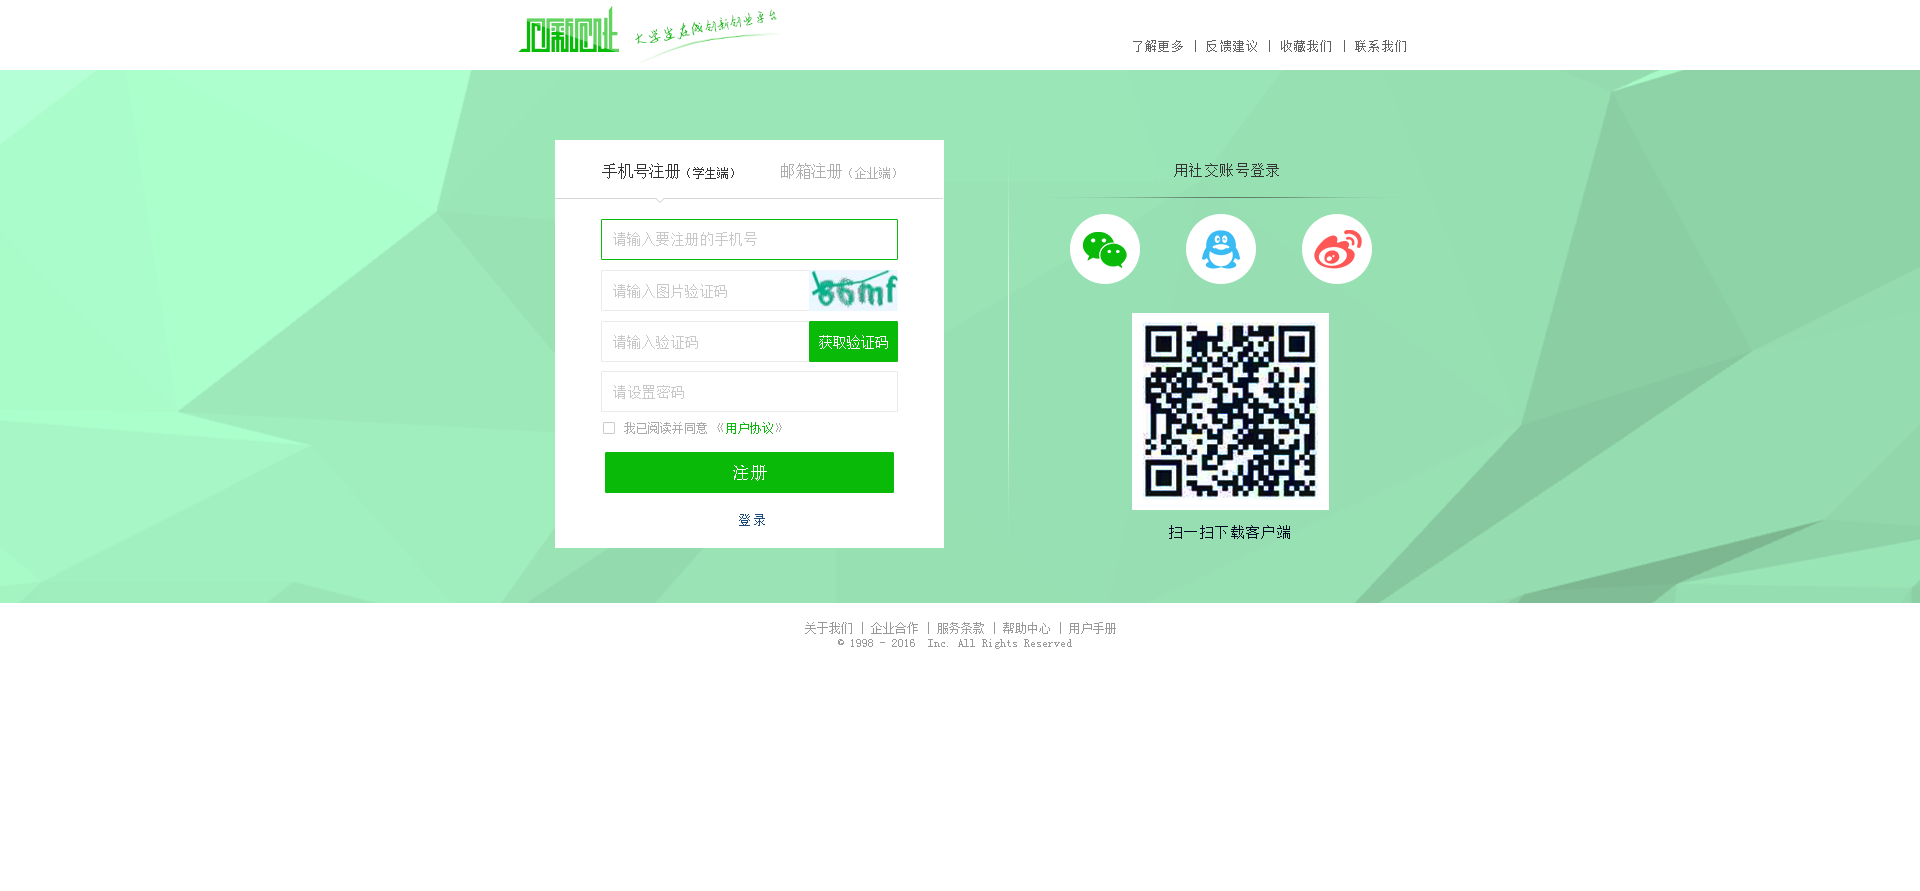 大学生在线创新创业平台
了解更多 | 反馈建议 | 收藏我们 | 联系我们
手机号注册（学生端） 邮箱注册（企业端）
请输入要注册的手机号
请输入图片验证码
请输入验证码 获取验证码
请设置密码
我已阅读并同意 《用户协议》
注册
登录
用社交账号登录
扫一扫下载客户端
关于我们 | 企业合作 | 服务条款 | 帮助中心 | 用户手册
© 1998 - 2016 Inc. All Rights Reserved